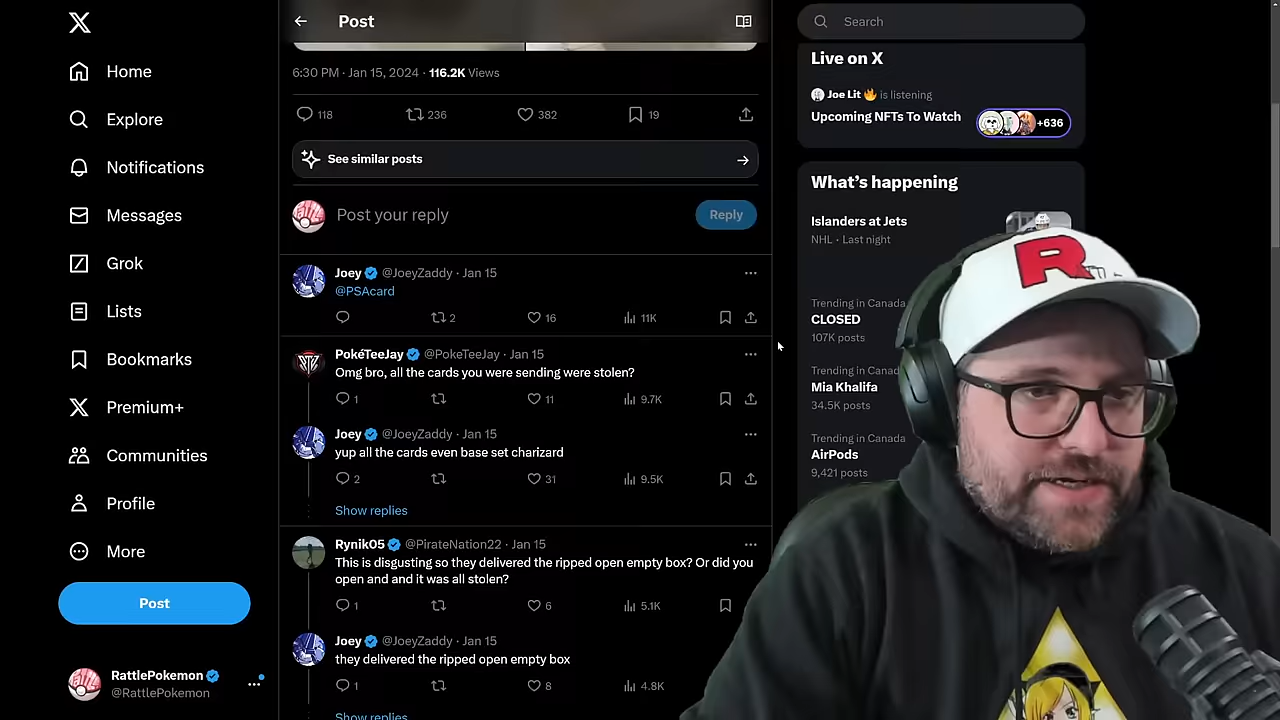 Post
Search
Home
Explore
Notifications
Messages
Grok
Lists
Bookmarks
Premium+
Communities
Profile
More
Post
RattlePokemon
@RattlePokemon
6:30 PM · Jan 15, 2024 · 116.2K Views
118 236 382 19
See similar posts
Post your reply
Reply
Joey @JoeyZaddy · Jan 15
@PSAcard
2 16 11K
PokéTeeJay @PokeTeeJay · Jan 15
Omg bro, all the cards you were sending were stolen?
1 11 9.7K
Joey @JoeyZaddy · Jan 15
yup all the cards even base set charizard
2 31 9.5K
Show replies
Rynik05 @PirateNation22 · Jan 15
This is disgusting so they delivered the ripped open empty box? Or did you
open and and it was all stolen?
1 6 5.1K
Joey @JoeyZaddy · Jan 15
they delivered the ripped open empty box
1 8 4.8K
Show replies
Live on X
Joe Lit is listening
Upcoming NFTs To Watch
+636
What's happening
Islanders at Jets
NHL · Last night
Trending in Canada
CLOSED
107K posts
Trending in Canada
Mia Khalifa
34.5K posts
Trending in Canada
AirPods
9,421 posts
R